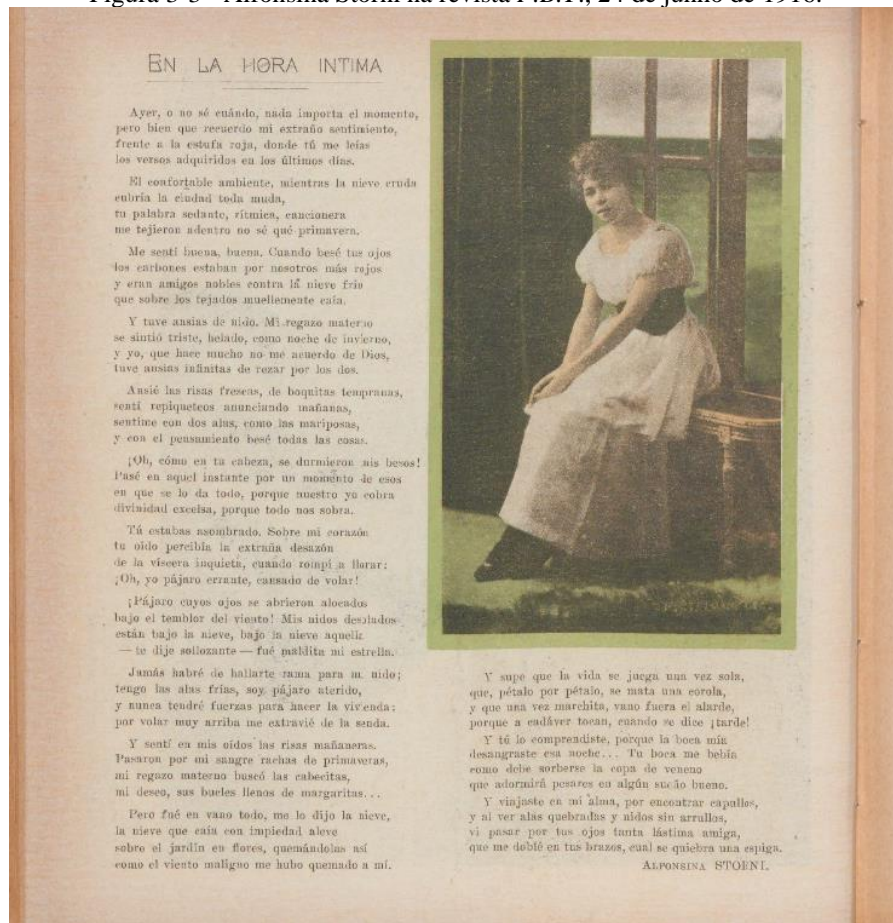 Figura 3-3 - Alfonsina Storni na revista P.B.T., 24 de junho de 1916.
EN LA HORA INTIMA
Ayer, o no sé cuándo, nada importa el momento,
pero bien que recuerdo mi extraño sentimiento,
frente a la estufa roja, donde tú me leías
los versos adquiridos en los últimos días.
El confortable ambiente, mientras la nieve cruda
cubría la ciudad toda muda,
tu palabra sedante, rítmica, cancionera
me tejieron adentro no sé qué primavera.
Me sentí buena, buena. Cuando besé tus ojos
los carbones estaban por nosotros más rojos
y eran amigos nobles contra la nieve fría
que sobre los tejados muellemente caía.
Y tuve ansias de nido. Mi regazo materno
se sintió triste, helado, como noche de invierno,
y yo, que hace mucho no me acuerdo de Dios,
tuve ansias infinitas de rezar por los dos.
Ansié las risas frescas, de boquitas tempranas,
sentí repiqueteos anunciando mañanas,
sentime con dos alas, como las mariposas,
y con el pensamiento besé todas las cosas.
¡Oh, cómo en tu cabeza, se durmieron mis besos!
Pasé en aquel instante por un momento de esos
en que se lo da todo, porque nuestro yo cobra
divinidad excelsa, porque todo nos sobra.
Tú estabas asombrado. Sobre mi corazón
tu oído percibía la extraña desazón
de la víscera inquieta, cuando rompí a llorar:
¡Oh, yo pájaro errante, cansado de volar!
¡Pájaro cuyos ojos se abrieron alocados
bajo el temblor del viento! Mis nidos desolados
están bajo la nieve, bajo la nieve aquella
— te dije sollozante — fué maldita mi estrella.
Jamás habré de hallarte rama para mi nido;
tengo las alas frías, soy pájaro aterido,
y nunca tendré fuerzas para hacer la vivienda;
por volar muy arriba me extravié de la senda.
Y sentí en mis oídos las risas mañaneras.
Pasaron por mi sangre rachas de primaveras,
mi regazo materno buscó las cabecitas,
mi deseo, sus bucles llenos de margaritas...
Pero fué en vano todo, me lo dijo la nieve,
la nieve que caía con impiedad aleve
sobre el jardín en flores, quemándolas así
como el viento maligno me hubo quemado a mí.
Y supe que la vida se juega una vez sola,
que, pétalo por pétalo, se mata una corola,
y que una vez marchita, vano fuera el alarde,
porque a cadáver tocan, cuando se dice ¡tarde!
Y tú lo comprendiste, porque la boca mía
desangraste esa noche... Tu boca me bebía
como debe sorberse la copa de veneno
que adormirá pesares en algún sueño bueno.
Y viajaste en mi alma, por encontrar capullos,
y al ver alas quebradas y nidos sin arrullos,
vi pasar por tus ojos tanta lástima amiga,
que me doblé en tus brazos, cual se quiebra una espiga.
ALFONSINA STORNI.